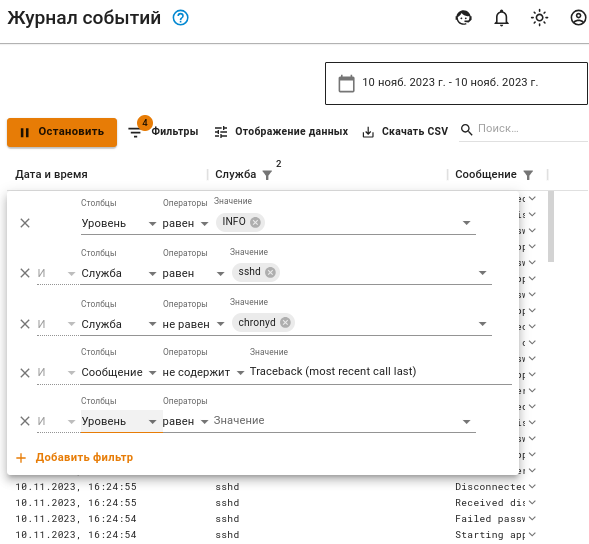 Журнал событий
10 нояб. 2023 г. - 10 нояб. 2023 г.
Остановить
4
Фильтры
Отображение данных
Скачать CSV
Поиск...
Дата и время
Служба
2
Сообщение
Столбцы Операторы Значение
Уровень равен INFO
Столбцы Операторы Значение
И Служба равен sshd
Столбцы Операторы Значение
И Служба не равен chronyd
Столбцы Операторы Значение
И Сообщение не содержит Traceback (most recent call last)
Столбцы Операторы
И Уровень равен Значение
Добавить фильтр
10.11.2023, 16:24:55 sshd Disconnectec
10.11.2023, 16:24:55 sshd Received dis
10.11.2023, 16:24:54 sshd Failed passw
10.11.2023, 16:24:54 sshd Starting app